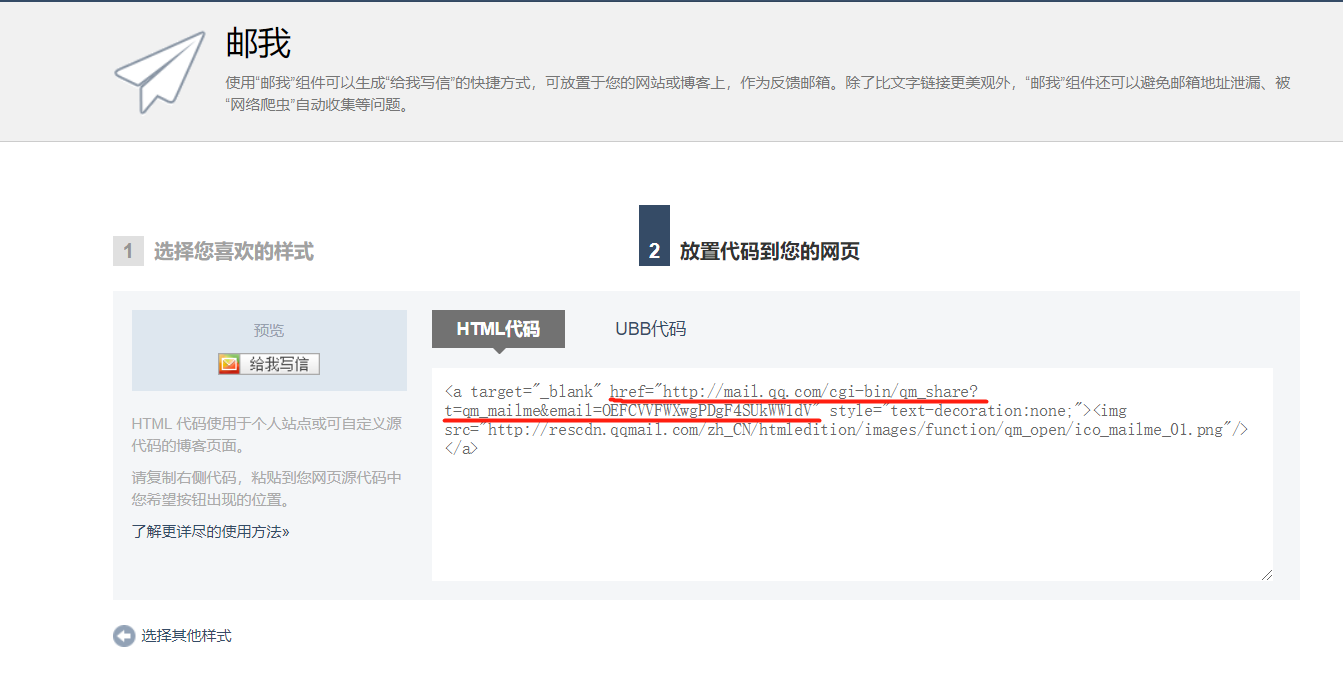 邮我
使用“邮我”组件可以生成“给我写信”的快捷方式，可放置于您的网站或博客上，作为反馈邮箱。除了比文字链接更美观外，“邮我”组件还可以避免邮箱地址泄漏、被
“网络爬虫”自动收集等问题。
1 选择您喜欢的样式
2 放置代码到您的网页
预览
给我写信
HTML 代码使用于个人站点或可自定义源
代码的博客页面。
请复制右侧代码，粘贴到您网页源代码中
您希望按钮出现的位置。
了解更详尽的使用方法»
HTML代码 UBB代码
<a target="_blank" href="http://mail.qq.com/cgi-bin/qm_share?
t=qm_mailme&email=OEFCVVFWXwgPDgF4SUkWW1dV" style="text-decoration:none;"><img
src="http://rescdn.qqmail.com/zh_CN/htmledition/images/function/qm_open/ico_mailme_01.png"/>
</a>
选择其他样式